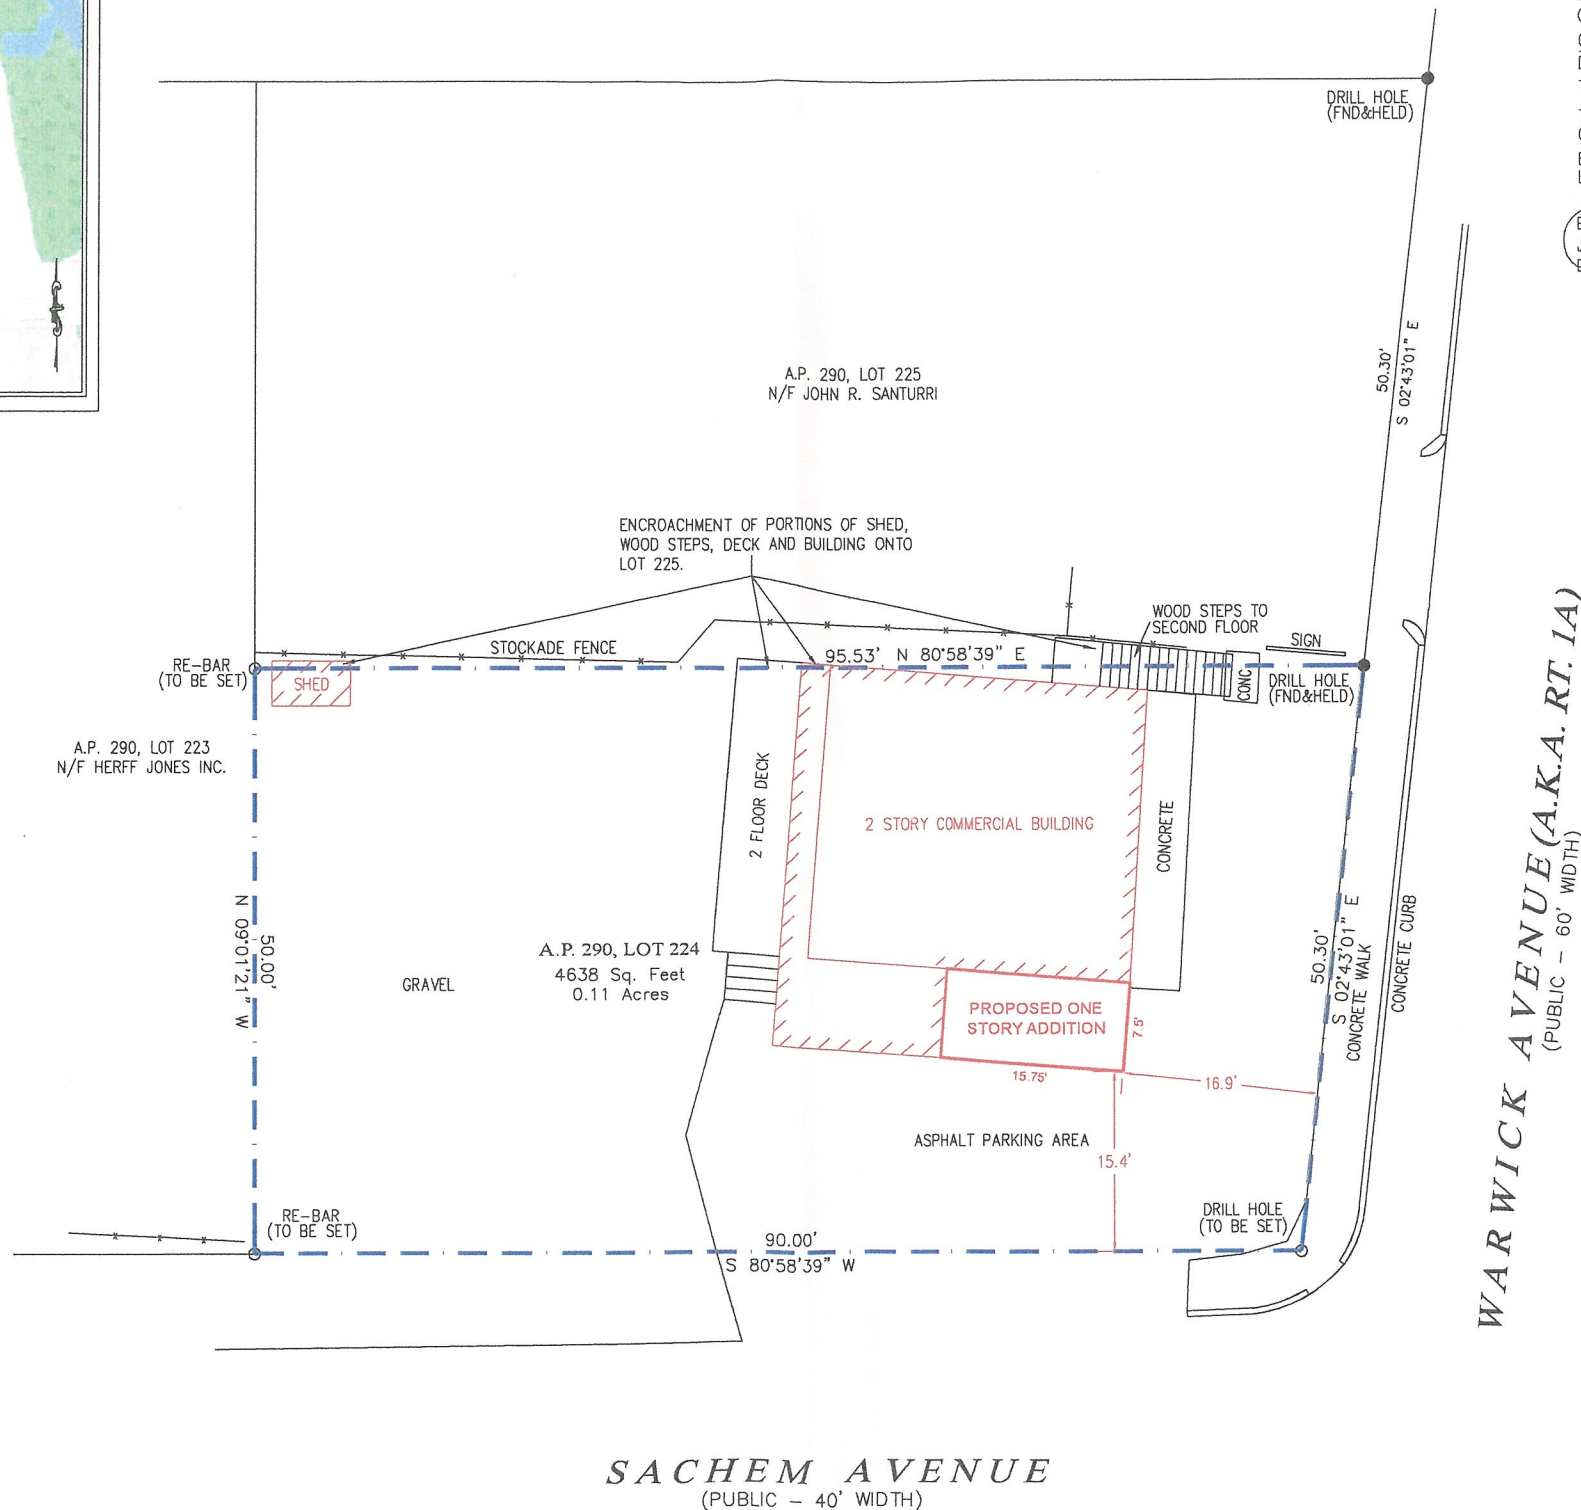 DRILL HOLE
(FND&HELD)
50.30'
S 02°43'01" E
A.P. 290, LOT 225
N/F JOHN R. SANTURRI
ENCROACHMENT OF PORTIONS OF SHED,
WOOD STEPS, DECK AND BUILDING ONTO
LOT 225.
WOOD STEPS TO
SECOND FLOOR
SIGN
STOCKADE FENCE
95.53' N 80°58'39" E
RE-BAR
(TO BE SET)
SHED
CONC
DRILL HOLE
(FND&HELD)
A.P. 290, LOT 223
N/F HERFF JONES INC.
2 FLOOR DECK
2 STORY COMMERCIAL BUILDING
CONCRETE
N 09°01'21" W
50.00'
GRAVEL
A.P. 290, LOT 224
4638 Sq. Feet
0.11 Acres
PROPOSED ONE
STORY ADDITION
7.5'
15.75'
16.9'
15.4'
ASPHALT PARKING AREA
50.30'
S 02°43'01" E
CONCRETE WALK
CONCRETE CURB
WARWICK AVENUE (A.K.A. RT. 1A)
(PUBLIC - 60' WIDTH)
RE-BAR
(TO BE SET)
DRILL HOLE
(TO BE SET)
90.00'
S 80°58'39" W
SACHEM AVENUE
(PUBLIC - 40' WIDTH)